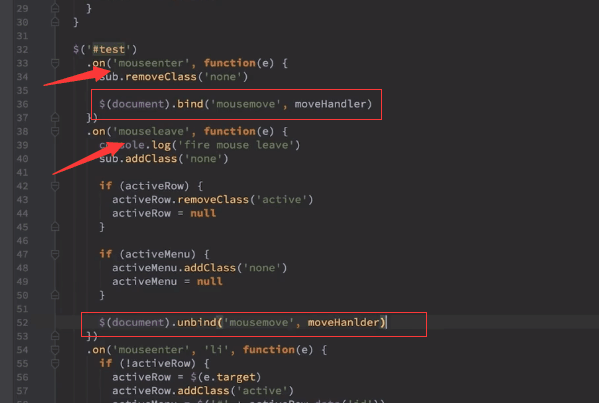 29 }
30 }
31
32 $('#test')
33 .on('mouseenter', function(e) {
34 sub.removeClass('none')
35
36 $(document).bind('mousemove', moveHandler)
37 })
38 .on('mouseleave', function(e) {
39 console.log('fire mouse leave')
40 sub.addClass('none')
41
42 if (activeRow) {
43 activeRow.removeClass('active')
44 activeRow = null
45 }
46
47 if (activeMenu) {
48 activeMenu.addClass('none')
49 activeMenu = null
50 }
51
52 $(document).unbind('mousemove', moveHanlder)
53 })
54 .on('mouseenter', 'li', function(e) {
55 if (!activeRow) {
56 activeRow = $(e.target)
57 activeRow.addClass('active')